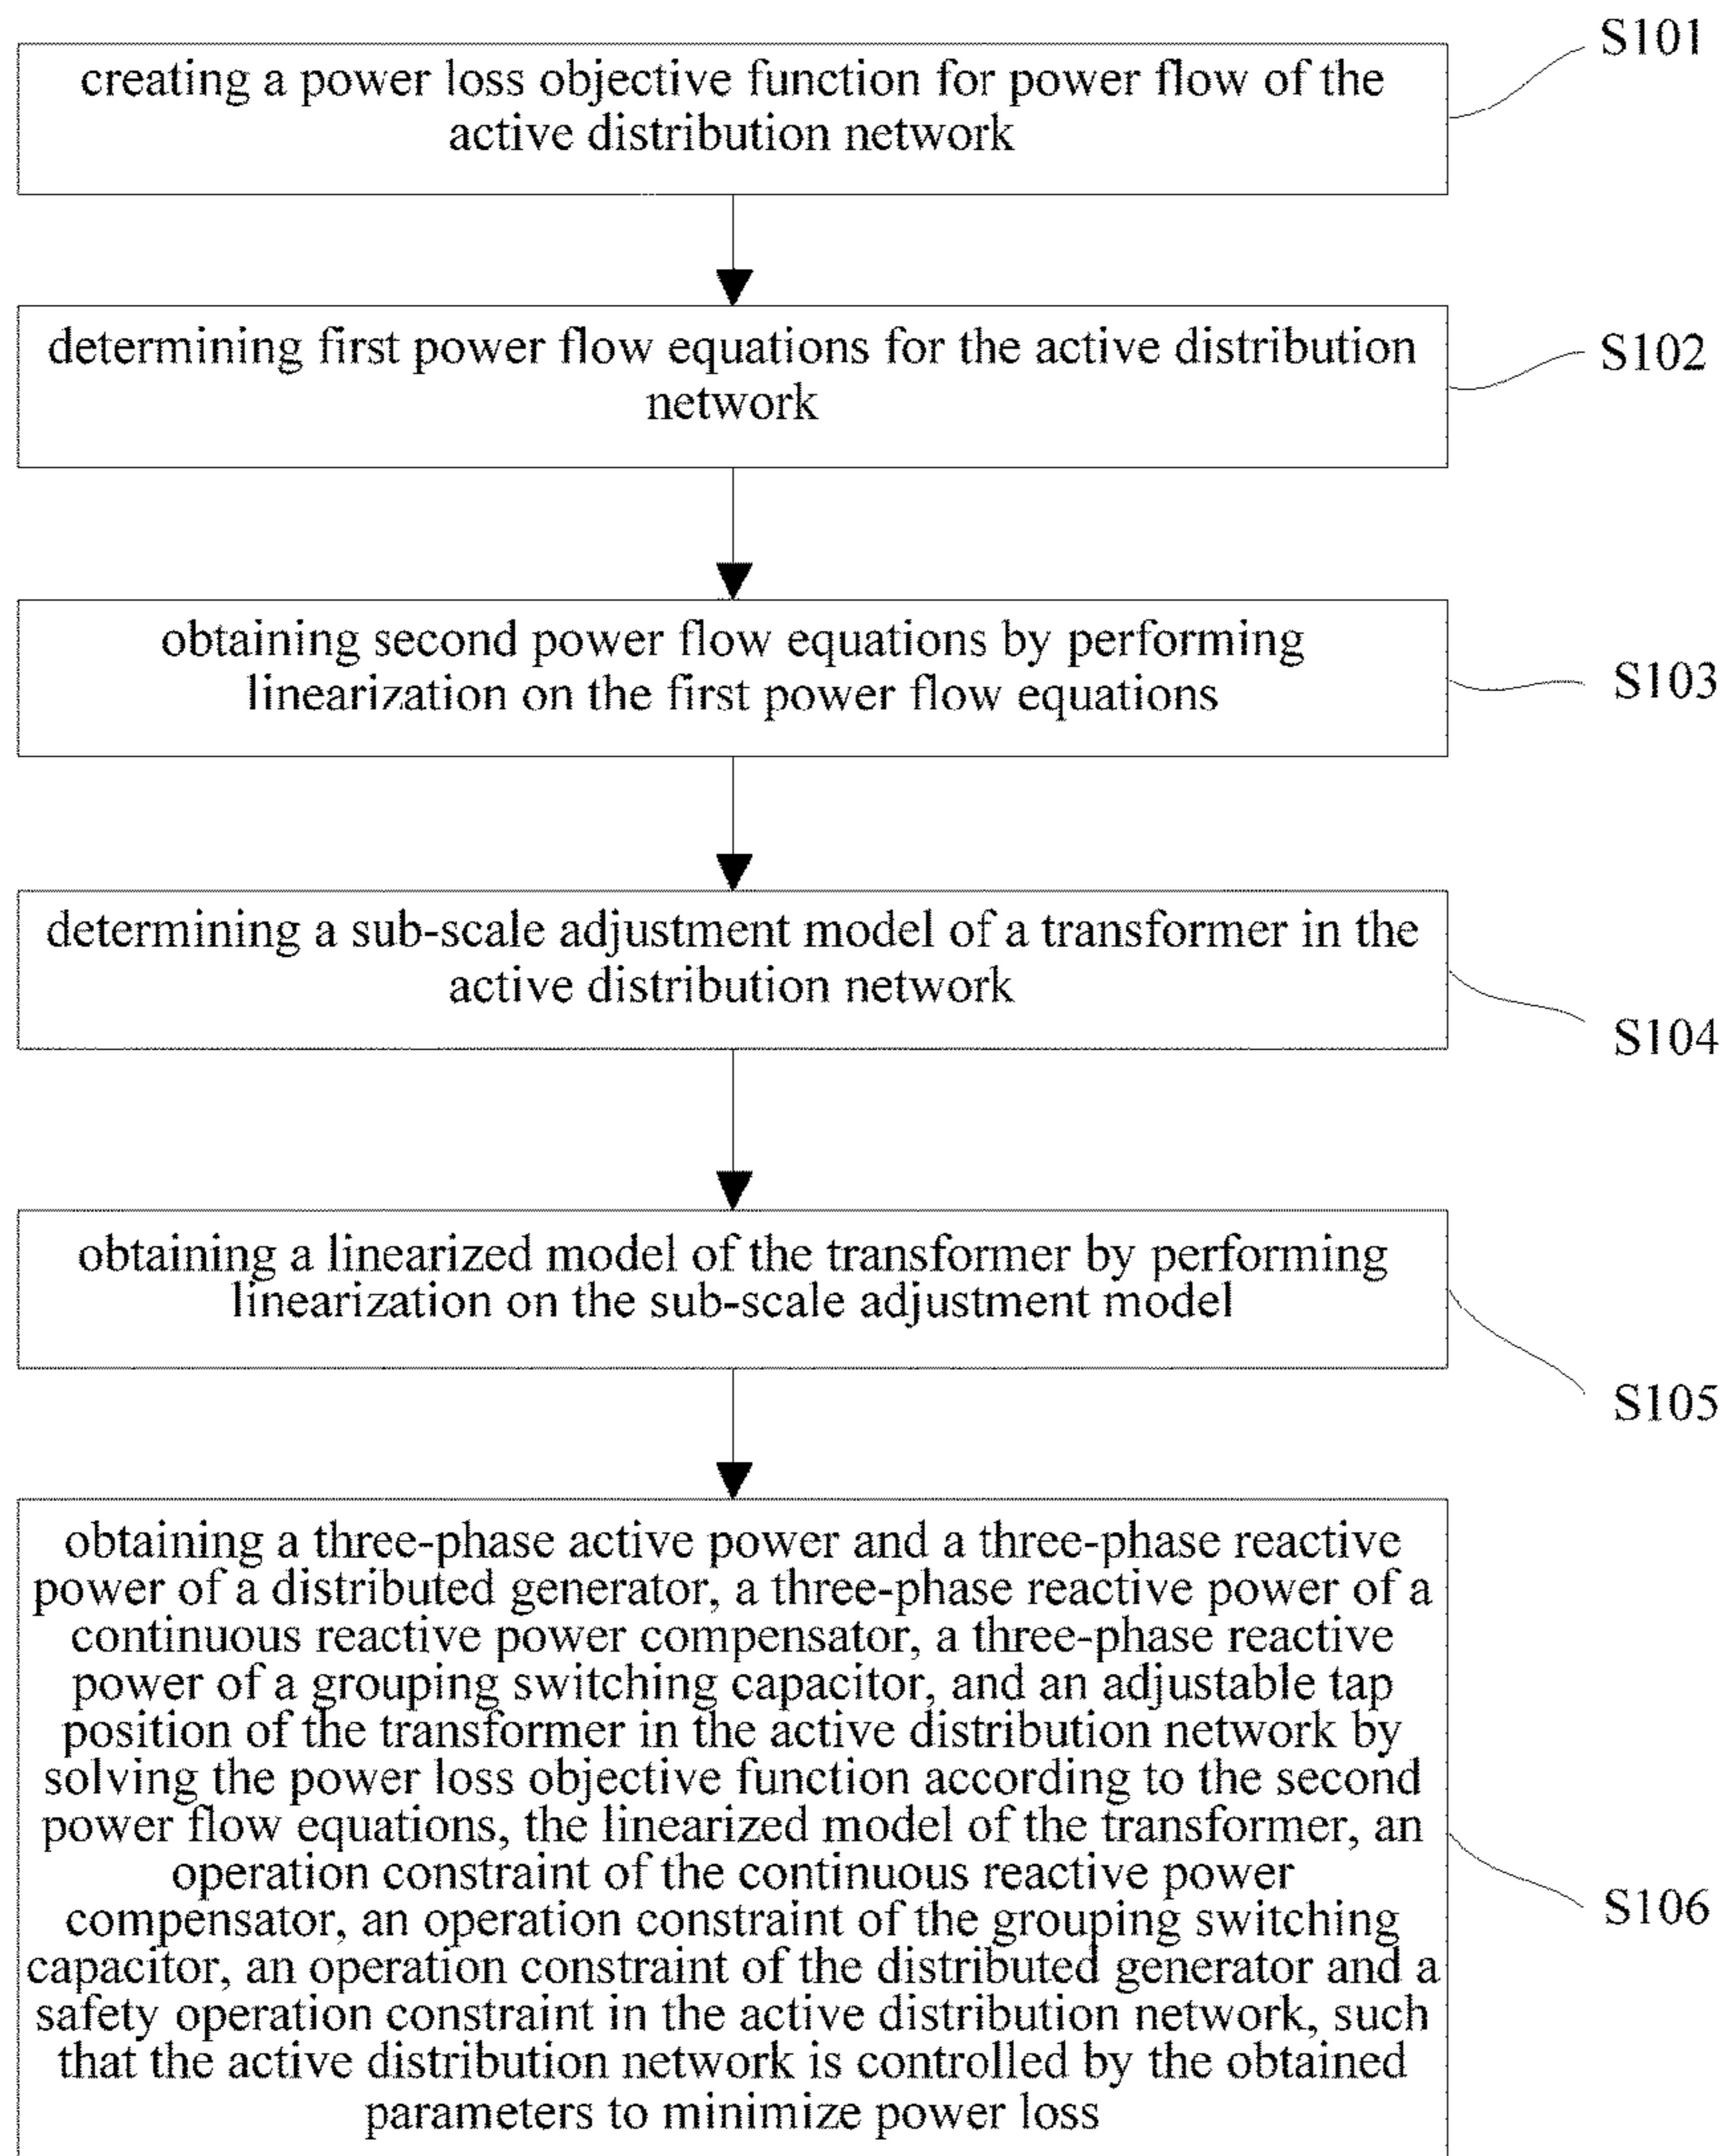 S101
creating a power loss objective function for power flow of the
active distribution network
determining first power flow equations for the active distribution
network
S102
obtaining second power flow equations by performing
linearization on the first power flow equations
S103
determining a sub-scale adjustment model of a transformer in the
active distribution network
S104
obtaining a linearized model of the transformer by performing
linearization on the sub-scale adjustment model
S105
obtaining a three-phase active power and a three-phase reactive
power of a distributed generator, a three-phase reactive power of a
continuous reactive power compensator, a three-phase reactive
power of a grouping switching capacitor, and an adjustable tap
position of the transformer in the active distribution network by
solving the power loss objective function according to the second
power flow equations, the linearized model of the transformer, an
operation constraint of the continuous reactive power
compensator, an operation constraint of the grouping switching
capacitor, an operation constraint of the distributed generator and a
safety operation constraint in the active distribution network, such
that the active distribution network is controlled by the obtained
parameters to minimize power loss
S106